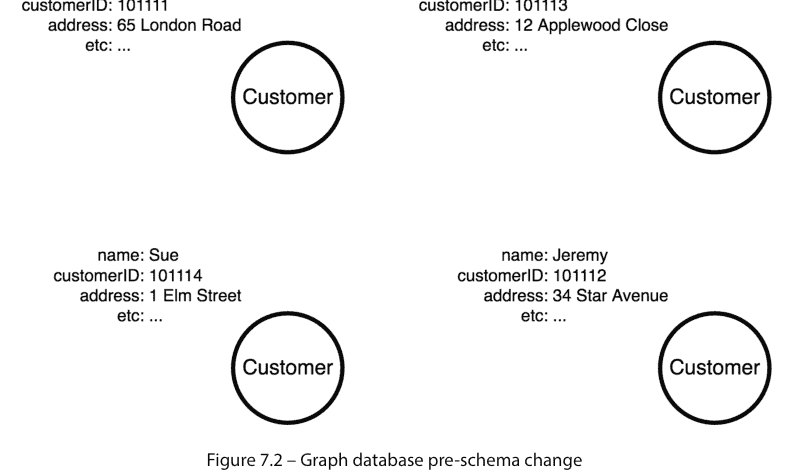 customerID: 101111
address: 65 London Road
etc: ...
Customer
customerID: 101113
address: 12 Applewood Close
etc: ...
Customer
name: Sue
customerID: 101114
address: 1 Elm Street
etc: ...
Customer
name: Jeremy
customerID: 101112
address: 34 Star Avenue
etc: ...
Customer
Figure 7.2 – Graph database pre-schema change